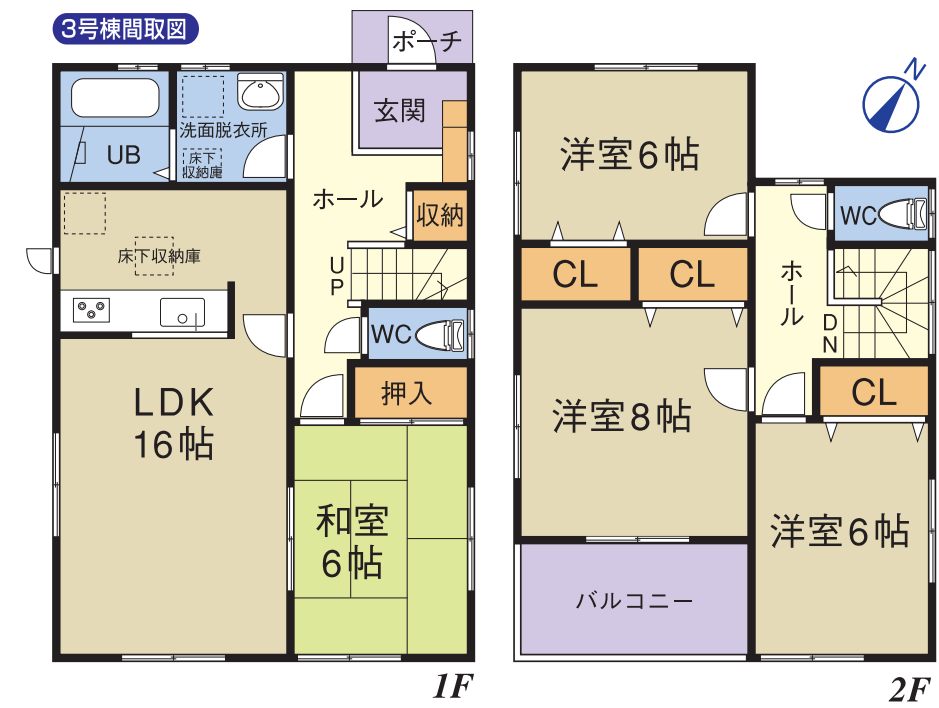 3号棟間取図
ポーチ
玄関
洗面脱衣所
床下
収納庫
UB
ホール
収納
床下収納庫
UP
WC
LDK
16帖
押入
和室
6帖
1F
N
洋室6帖
WC
CL
CL
ホール
DN
洋室8帖
CL
洋室6帖
バルコニー
2F